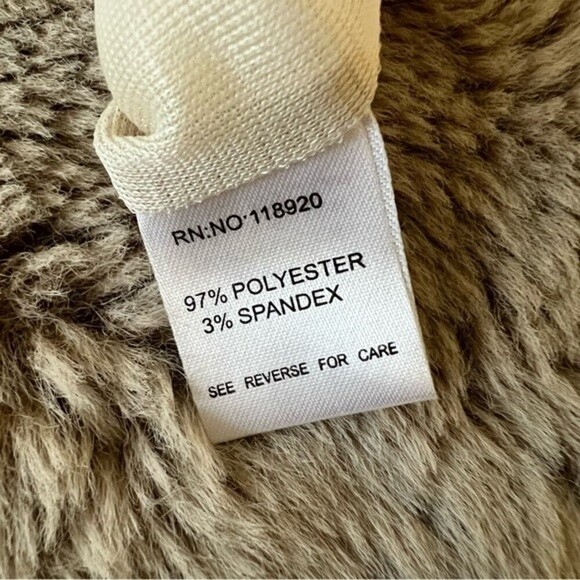 RN:NO·118920
97% POLYESTER
3% SPANDEX
SEE REVERSE FOR CARE